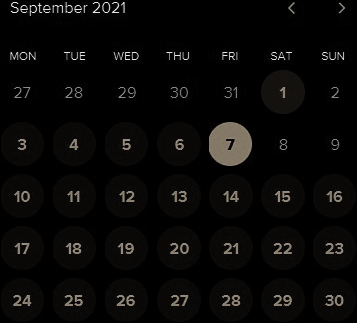 September 2021
MON TUE WED THU FRI SAT SUN
27 28 29 30 31 1 2
3 4 5 6 7 8 9
10 11 12 13 14 15 16
17 18 19 20 21 22 23
24 25 26 27 28 29 30